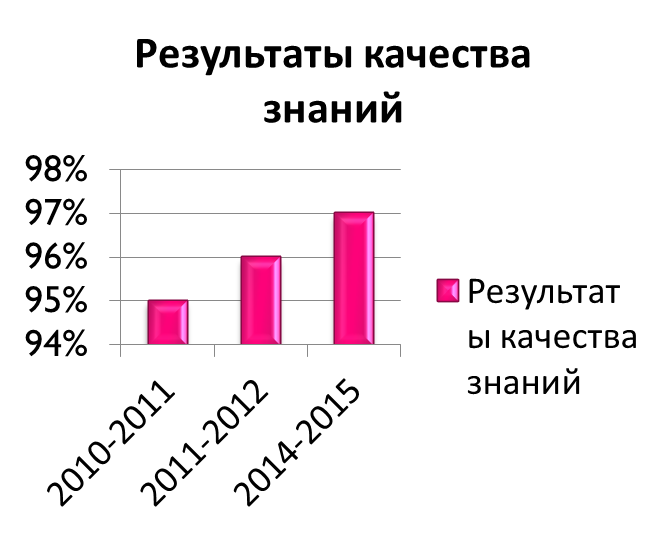 Результаты качества
знаний
98%
97%
96%
95%
94%
2010-2011
2011-2012
2014-2015
Результат
ы качества
знаний